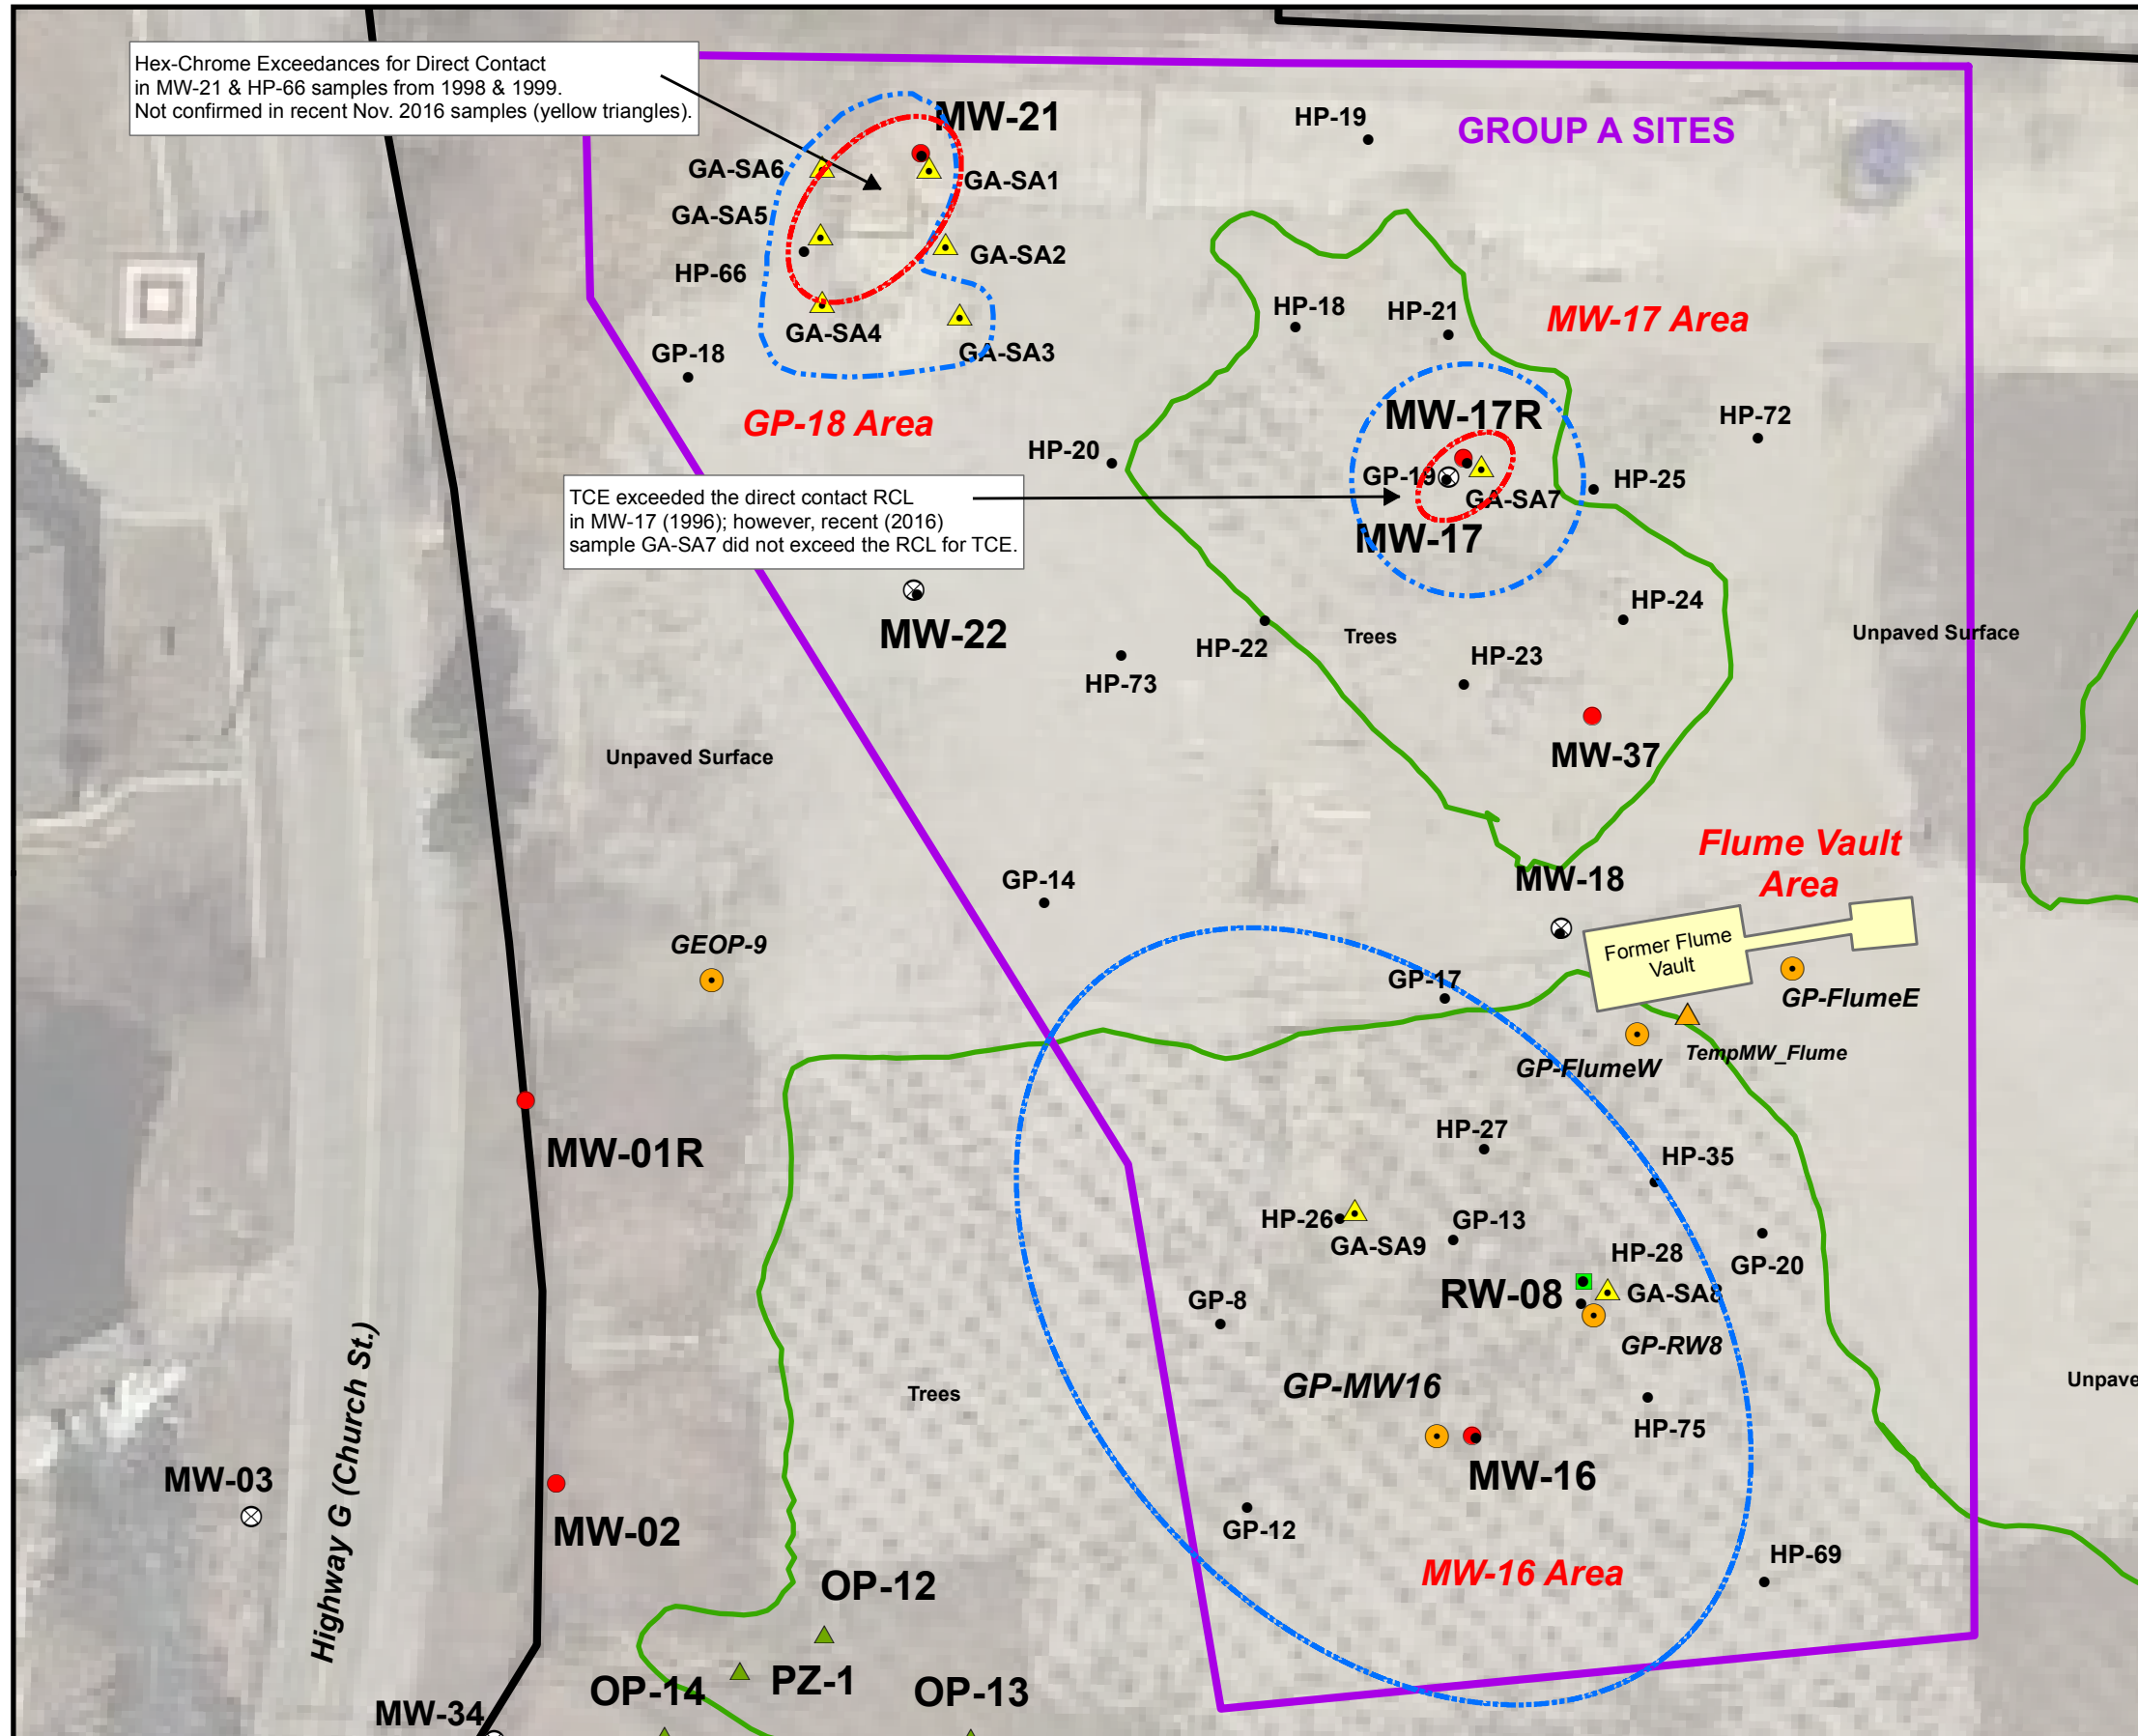 Hex-Chrome Exceedances for Direct Contact
in MW-21 & HP-66 samples from 1998 & 1999.
Not confirmed in recent Nov. 2016 samples (yellow triangles).
MW-21
HP-19
GROUP A SITES
GA-SA6
GA-SA1
GA-SA5
GA-SA2
HP-66
GA-SA4
GA-SA3
GP-18
HP-18
HP-21
MW-17 Area
GP-18 Area
MW-17R
HP-72
HP-20
GP-19
HP-25
GA-SA7
TCE exceeded the direct contact RCL
in MW-17 (1996); however, recent (2016)
sample GA-SA7 did not exceed the RCL for TCE.
MW-17
MW-22
HP-24
HP-22
Trees
Unpaved Surface
HP-23
HP-73
Unpaved Surface
MW-37
Flume Vault
Area
GP-14
MW-18
GEOP-9
Former Flume
Vault
GP-17
GP-FlumeE
GP-FlumeW
TempMW_Flume
MW-01R
HP-27
HP-35
HP-26
GP-13
GA-SA9
HP-28
GP-20
RW-08
GA-SA8
GP-8
GP-RW8
GP-MW16
Trees
Unpave
HP-75
MW-16
MW-03
Highway G (Church St.)
MW-02
GP-12
MW-16 Area
HP-69
OP-12
PZ-1
OP-14
OP-13
MW-34